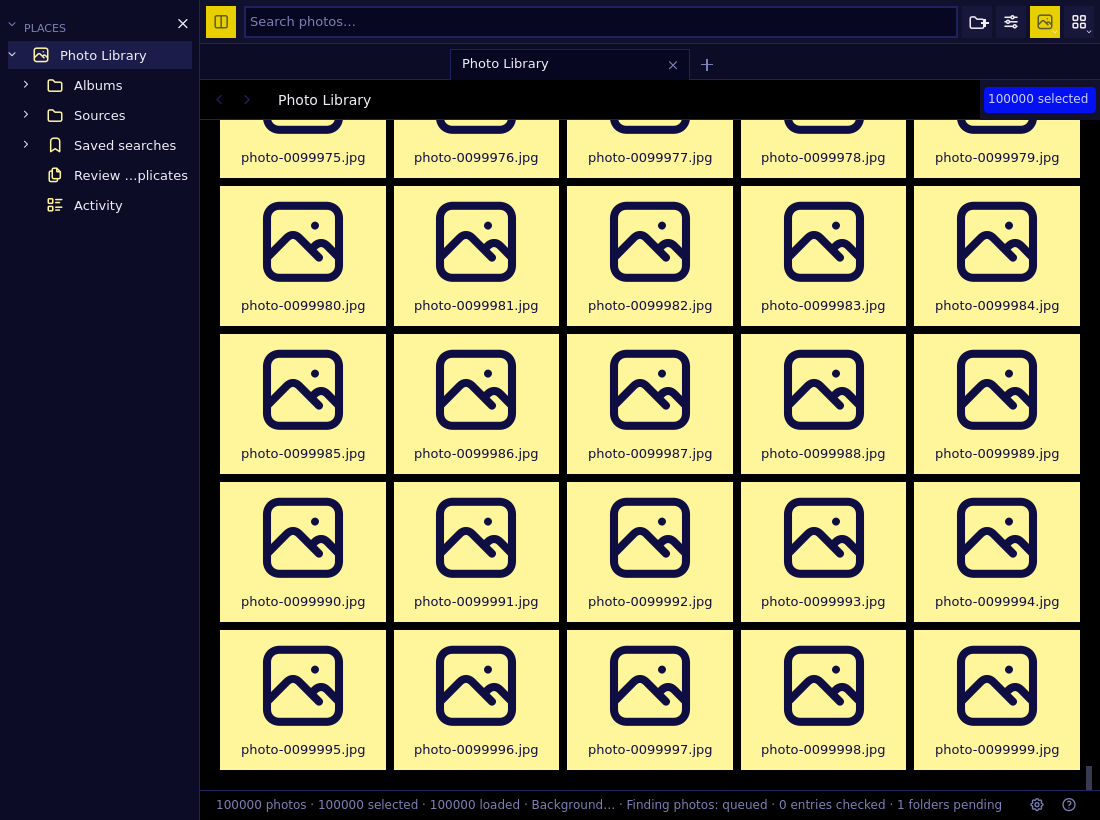 PLACES
Photo Library
Albums
Sources
Saved searches
Review ...plicates
Activity
Search photos...
Photo Library
Photo Library
100000 selected
photo-0099975.jpg photo-0099976.jpg photo-0099977.jpg photo-0099978.jpg photo-0099979.jpg
photo-0099980.jpg photo-0099981.jpg photo-0099982.jpg photo-0099983.jpg photo-0099984.jpg
photo-0099985.jpg photo-0099986.jpg photo-0099987.jpg photo-0099988.jpg photo-0099989.jpg
photo-0099990.jpg photo-0099991.jpg photo-0099992.jpg photo-0099993.jpg photo-0099994.jpg
photo-0099995.jpg photo-0099996.jpg photo-0099997.jpg photo-0099998.jpg photo-0099999.jpg
100000 photos · 100000 selected · 100000 loaded · Background... · Finding photos: queued · 0 entries checked · 1 folders pending